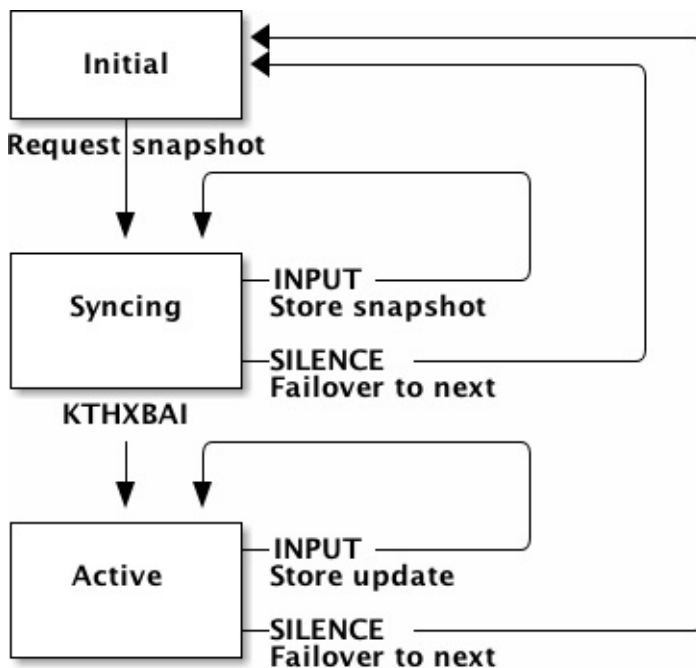 Initial
Request snapshot
Syncing
INPUT
Store snapshot
SILENCE
Failover to next
KTHXBAI
Active
INPUT
Store update
SILENCE
Failover to next